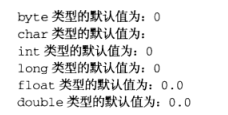 byte 类型的默认值为：0
char 类型的默认值为：
int 类型的默认值为：0
long 类型的默认值为：0
float 类型的默认值为：0.0
double 类型的默认值为：0.0